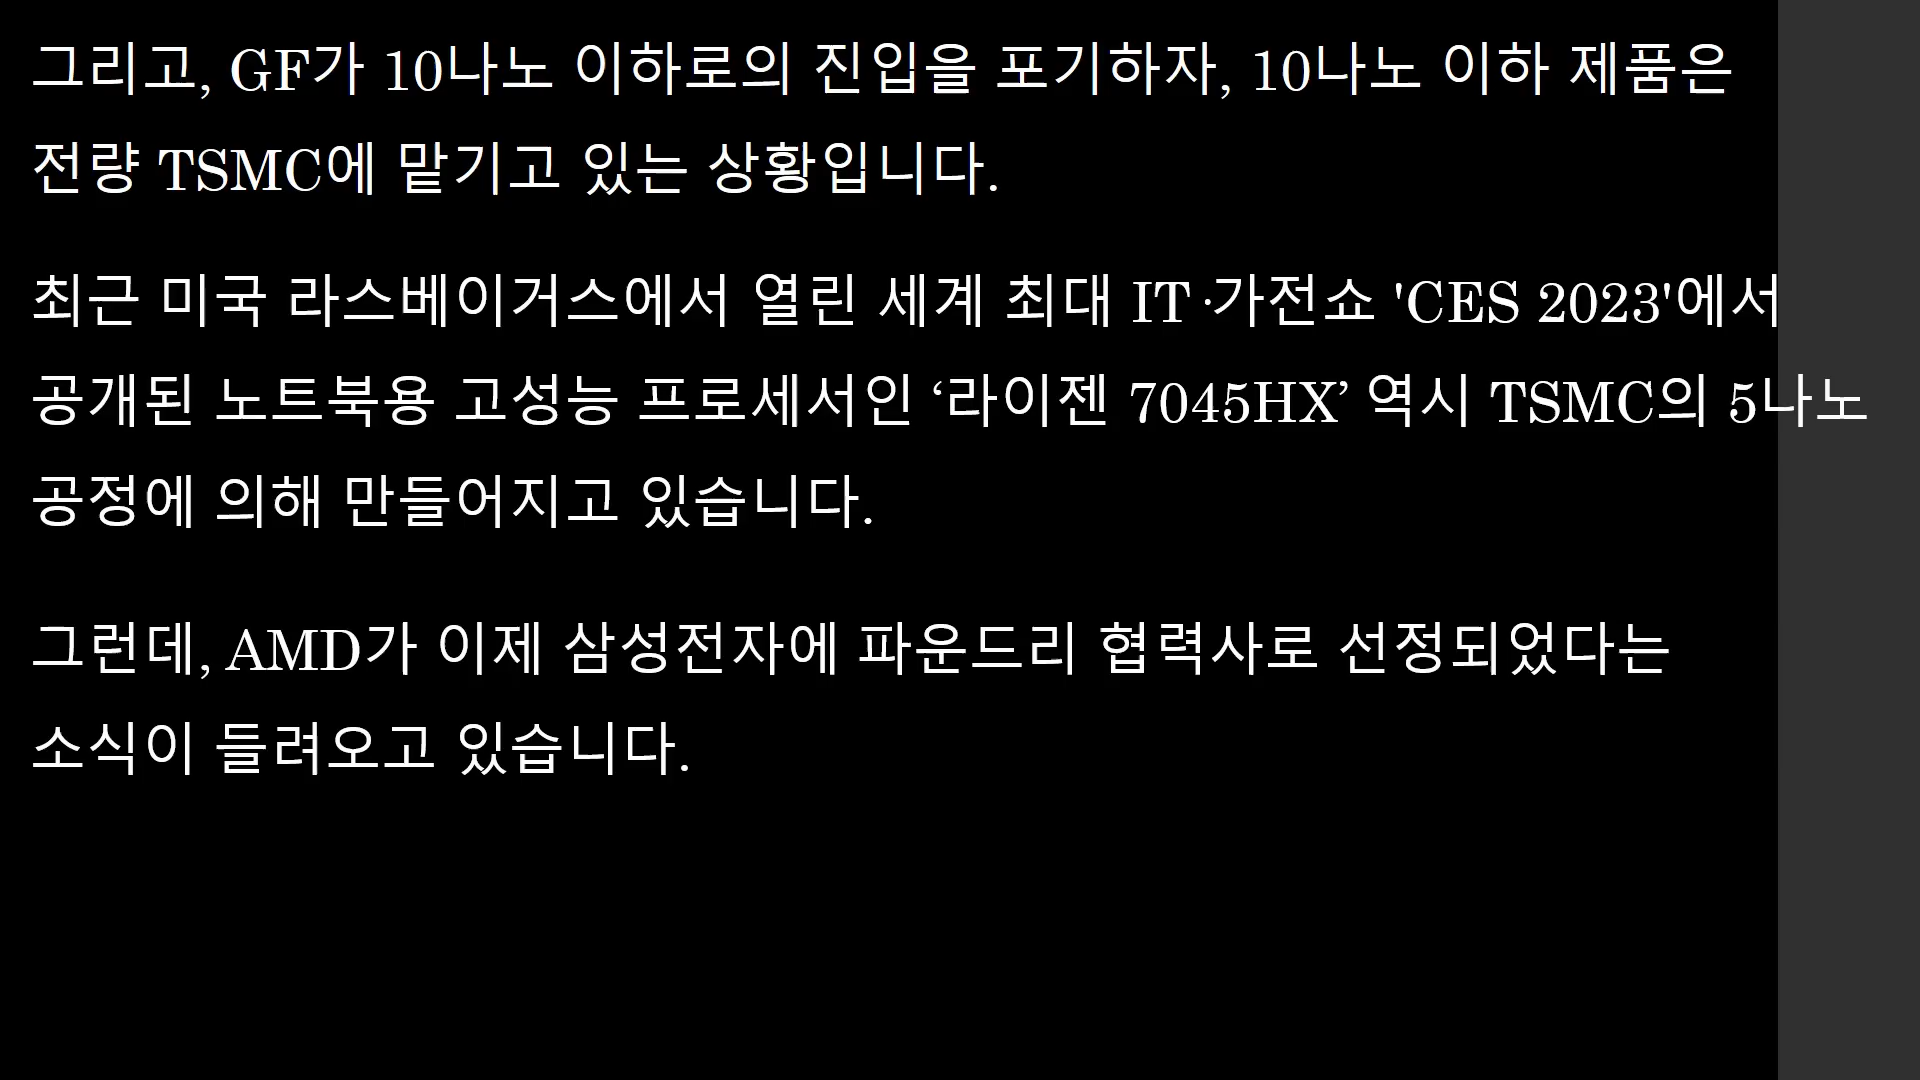 그리고, GF가 10나노 이하로의 진입을 포기하자, 10나노 이하 제품은
전량 TSMC에 맡기고 있는 상황입니다.
최근 미국 라스베이거스에서 열린 세계 최대 IT·가전쇼 'CES 2023'에서
공개된 노트북용 고성능 프로세서인 ‘라이젠 7045HX’ 역시 TSMC의 5나노
공정에 의해 만들어지고 있습니다.
그런데, AMD가 이제 삼성전자에 파운드리 협력사로 선정되었다는
소식이 들려오고 있습니다.